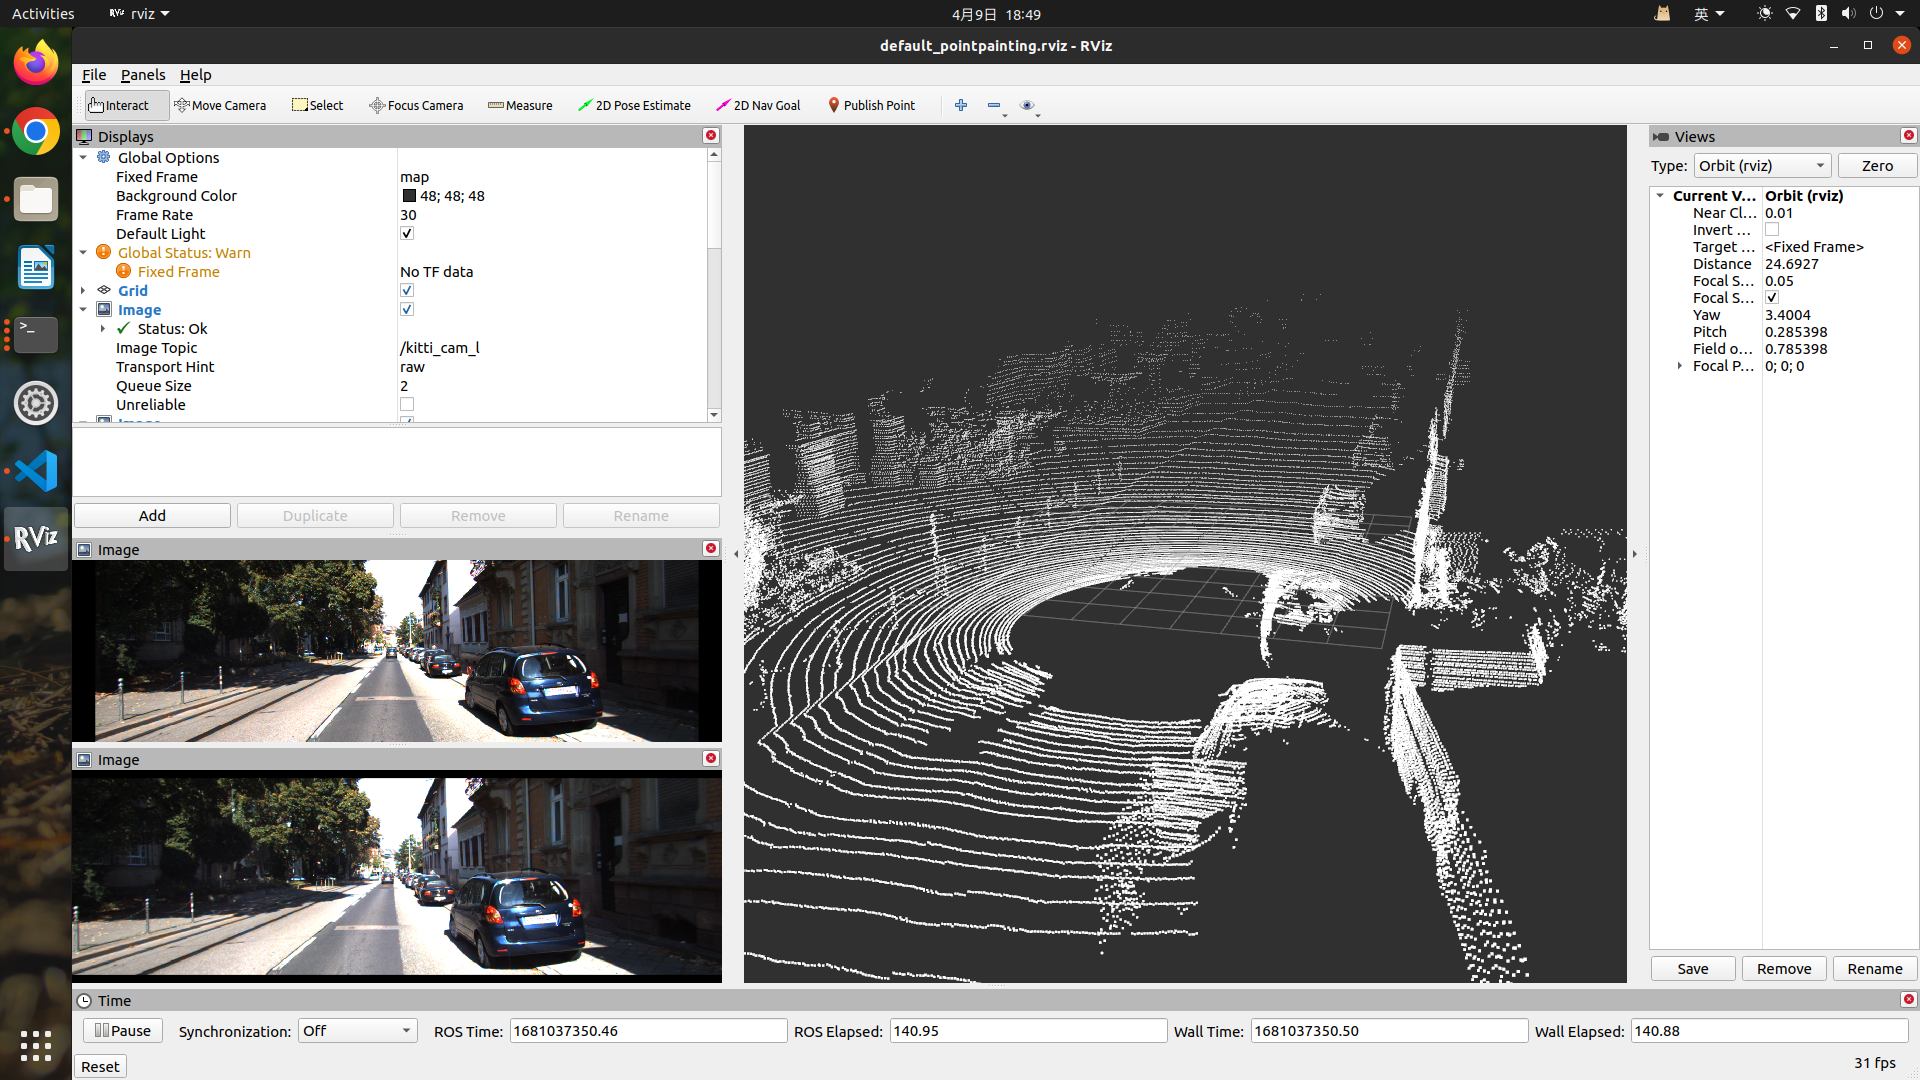 Activities
rviz
4月9日 18:49
英
default_pointpainting.rviz - RViz
File Panels Help
Interact Move Camera Select Focus Camera Measure 2D Pose Estimate 2D Nav Goal Publish Point
Displays
Global Options
Fixed Frame map
Background Color 48; 48; 48
Frame Rate 30
Default Light
Global Status: Warn
Fixed Frame No TF data
Grid
Image
Status: Ok
Image Topic /kitti_cam_l
Transport Hint raw
Queue Size 2
Unreliable
Add Duplicate Remove Rename
RViz
Image
Image
Views
Type: Orbit (rviz) Zero
Current V... Orbit (rviz)
Near Cl... 0.01
Invert ...
Target ... <Fixed Frame>
Distance 24.6927
Focal S... 0.05
Focal S...
Yaw 3.4004
Pitch 0.285398
Field o... 0.785398
Focal P... 0; 0; 0
Save Remove Rename
Time
Pause Synchronization: Off ROS Time: 1681037350.46 ROS Elapsed: 140.95 Wall Time: 1681037350.50 Wall Elapsed: 140.88
Reset
31 fps